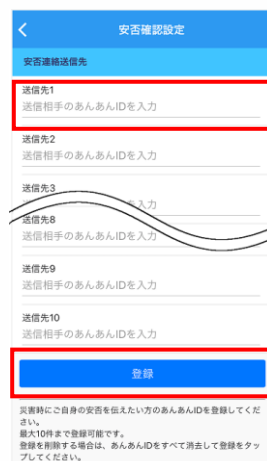 安否確認設定
安否連絡送信先
送信先1
送信相手のあんあんIDを入力
送信先2
送信相手のあんあんIDを入力
送信先3
入力
送信先8
送信相手のあんあんIDを入力
送信先9
送信相手のあんあんIDを入力
送信先10
送信相手のあんあんIDを入力
登録
災害時にご自身の安否を伝えたい方のあんあんIDを登録してくだ
さい。
最大10件まで登録可能です。
登録を削除する場合は、あんあんIDをすべて消去して登録をタッ
プしてください。